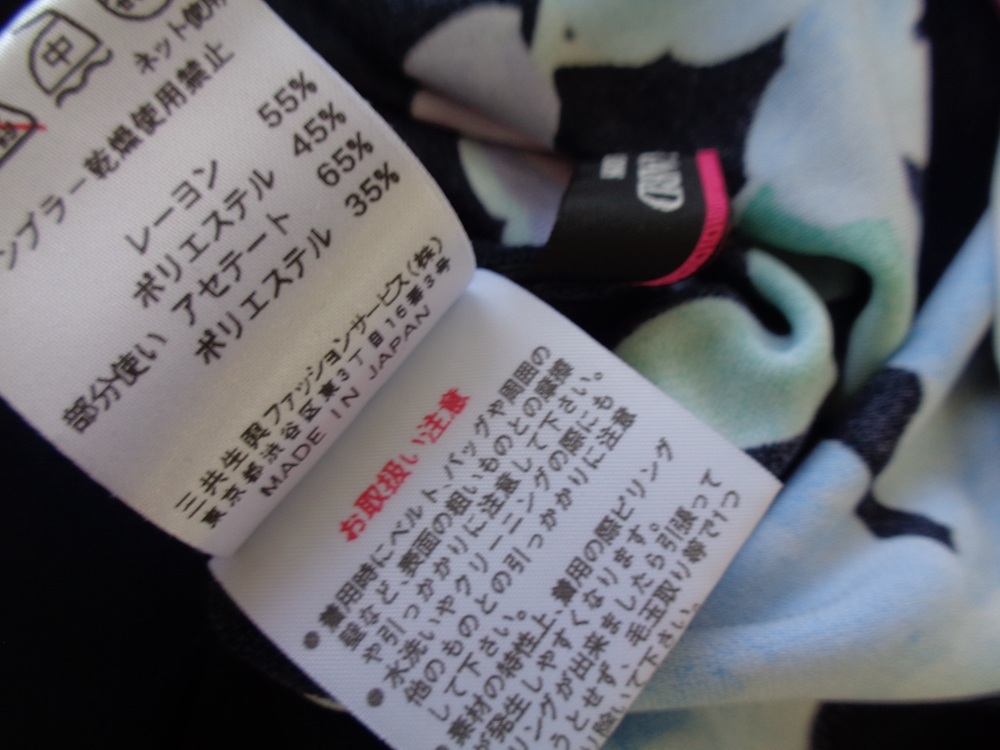 中
ネット使用
ンブラー乾燥使用禁止
レーヨン 55%
ポリエステル 45%
部分使い アセテート 65%
ポリエステル 35%
三共生興ファッションサービス(株)
東京都渋谷区東3丁目16番3号
MADE IN JAPAN
お取扱い注意
● 着用時にベルト、バッグや周囲の
壁など、表面の粗いものとの摩擦
や引っかかりに注意して下さい。
● 水洗いやクリーニングの際にも
他のものとの引っかかりに注意
して下さい。
● 素材の特性上、着用の際ピリング
が発生しやすくなります。
リングが出来ましたら引張って
うとせず、毛玉取り等で1つ
り除いて下さい。